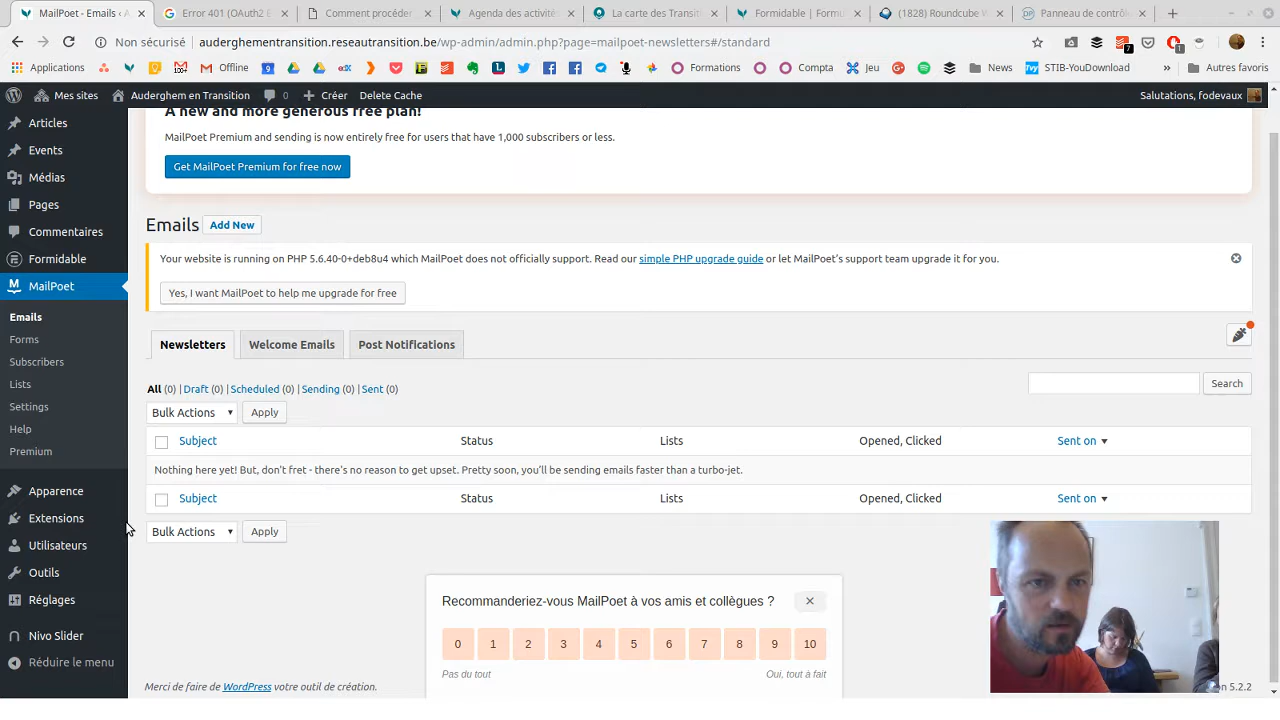 MailPoet - Emails ‹ A
Error 401 (OAuth2 E
Comment procéder
Agenda des activité
La carte des Transiti
Formidable | Formu
(1828) Roundcube W
Panneau de contrôl
Non sécurisé
auderghementransition.reseautransition.be/wp-admin/admin.php?page=mailpoet-newsletters#/standard
Applications
Offline
Formations
Compta
Jeu
News
STIB-YouDownload
»
Autres favoris
Mes sites
Auderghem en Transition
0
Créer
Delete Cache
Salutations, fodevaux
Articles
Events
Médias
Pages
Commentaires
Formidable
MailPoet
Emails
Forms
Subscribers
Lists
Settings
Help
Premium
Apparence
Extensions
Utilisateurs
Outils
Réglages
Nivo Slider
Réduire le menu
A new and more generous free plan!
MailPoet Premium and sending is now entirely free for users that have 1,000 subscribers or less.
Get MailPoet Premium for free now
Emails Add New
Your website is running on PHP 5.6.40-0+deb8u4 which MailPoet does not officially support. Read our simple PHP upgrade guide or let MailPoet's support team upgrade it for you.
Yes, I want MailPoet to help me upgrade for free
Newsletters Welcome Emails Post Notifications
All (0) | Draft (0) | Scheduled (0) | Sending (0) | Sent (0)
Search
Bulk Actions Apply
Subject Status Lists Opened, Clicked Sent on
Nothing here yet! But, don't fret - there's no reason to get upset. Pretty soon, you'll be sending emails faster than a turbo-jet.
Subject Status Lists Opened, Clicked Sent on
Bulk Actions Apply
Recommanderiez-vous MailPoet à vos amis et collègues ?
0 1 2 3 4 5 6 7 8 9 10
Pas du tout Oui, tout à fait
Merci de faire de WordPress votre outil de création.
on 5.2.2